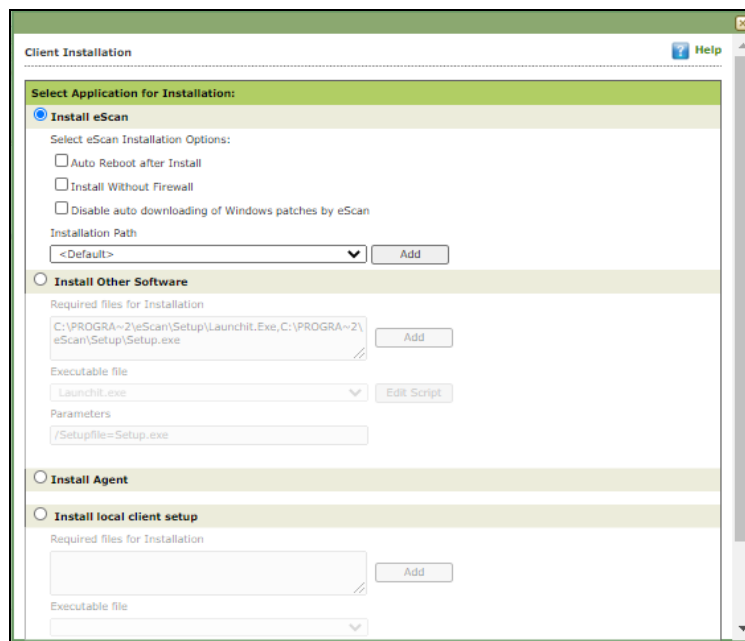 Client Installation
Help
Select Application for Installation:
Install eScan
Select eScan Installation Options:
Auto Reboot after Install
Install Without Firewall
Disable auto downloading of Windows patches by eScan
Installation Path
<Default>
Add
Install Other Software
Required files for Installation
C:\PROGRA~2\eScan\Setup\Launchit.Exe,C:\PROGRA~2\
eScan\Setup\Setup.exe
Add
Executable file
Launchit.exe
Edit Script
Parameters
/Setupfile=Setup.exe
Install Agent
Install local client setup
Required files for Installation
Add
Executable file